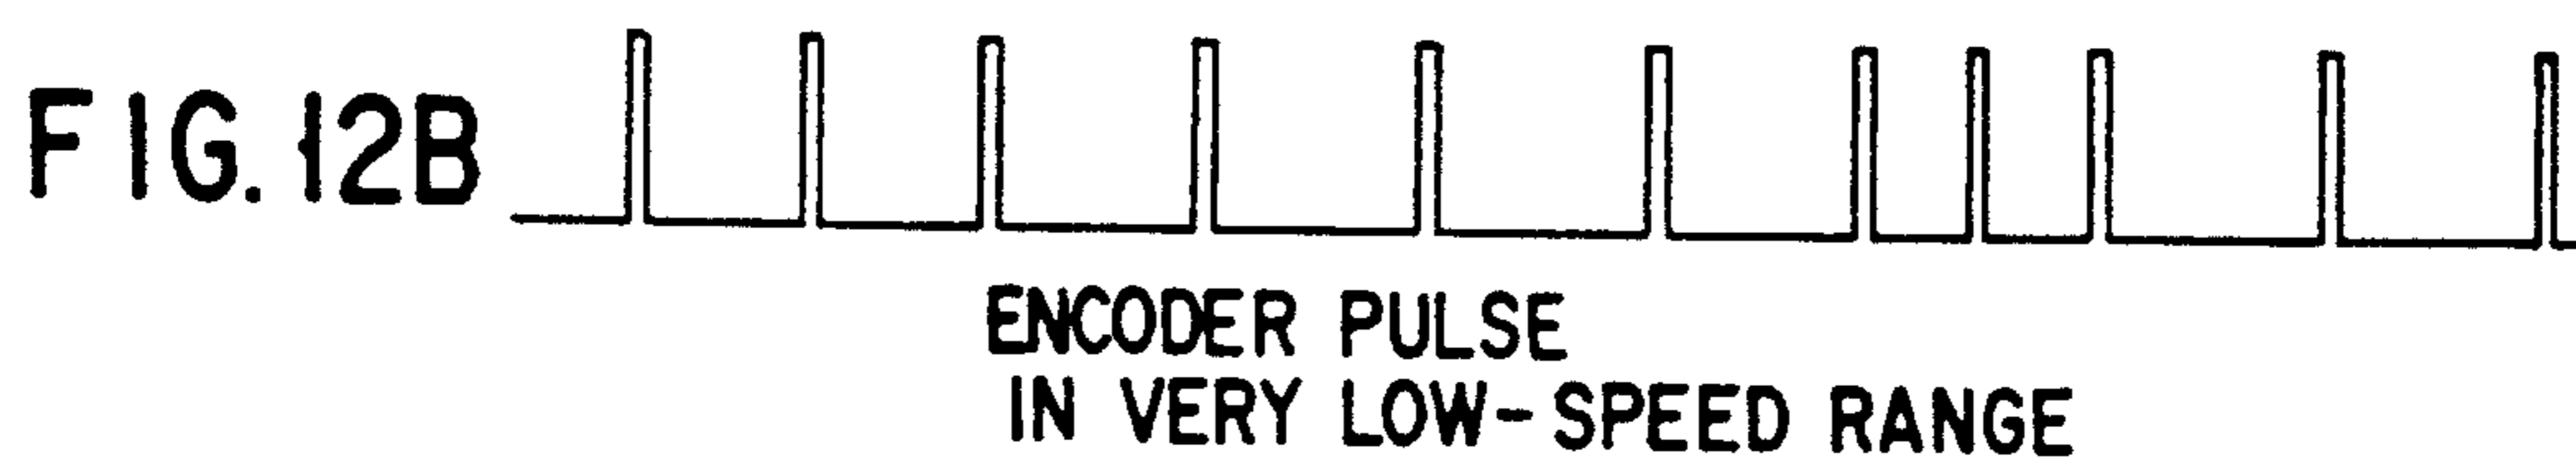 FIG. 12B
ENCODER PULSE
IN VERY LOW-SPEED RANGE